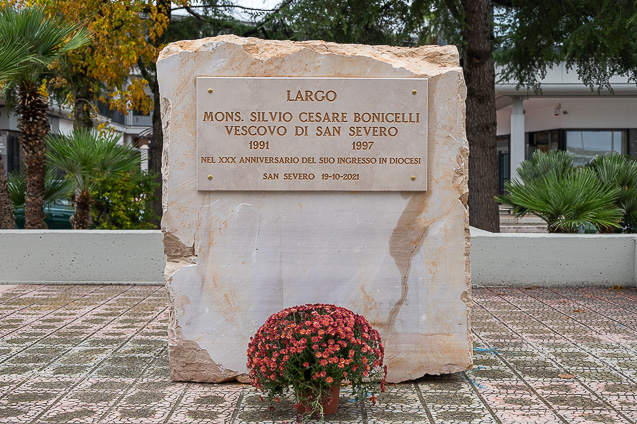 LARGO
MONS. SILVIO CESARE BONICELLI
VESCOVO DI SAN SEVERO
1991 1997
NEL XXX ANNIVERSARIO DEL SUO INGRESSO IN DIOCESI
SAN SEVERO 19-10-2021